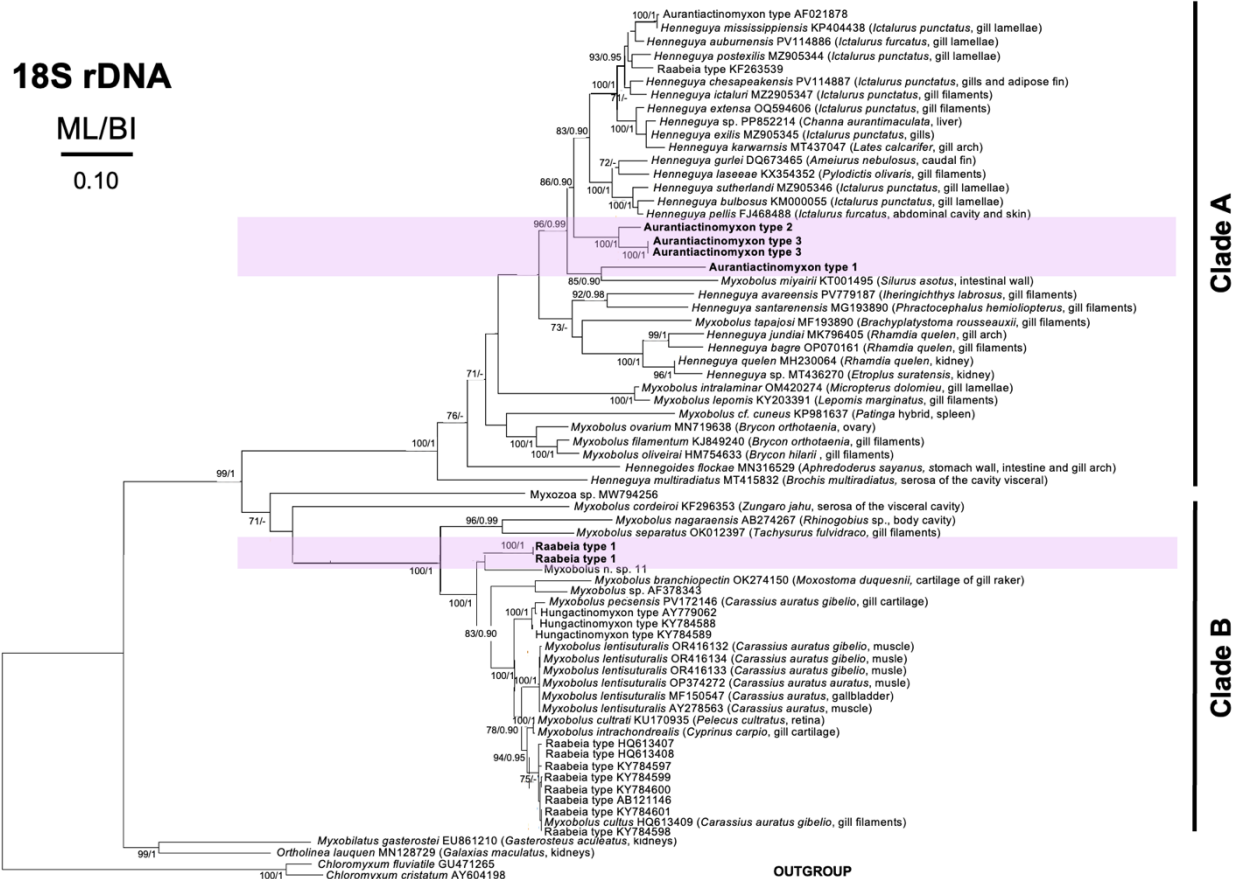 18S rDNA
ML/BI
0.10
100/1
Aurantiactinomyxon type AF021878
Henneguya mississippiensis KP404438 (Ictalurus punctatus, gill lamellae)
Henneguya auburnensis PV114886 (Ictalurus furcatus, gill lamellae)
93/0.95
Henneguya postexilis MZ905344 (Ictalurus punctatus, gill lamellae)
Raabeia type KF263539
100/1
Henneguya chesapeakensis PV114887 (Ictalurus punctatus, gills and adipose fin)
71/-
Henneguya ictaluri MZ2905347 (Ictalurus punctatus, gill filaments)
Henneguya extensa OQ594606 (Ictalurus punctatus, gill filaments)
100/1
Henneguya sp. PP852214 (Channa aurantimaculata, liver)
83/0.90
Henneguya exilis MZ905345 (Ictalurus punctatus, gills)
Henneguya karwarnsis MT437047 (Lates calcarifer, gill arch)
72/-
Henneguya gurlei DQ673465 (Ameiurus nebulosus, caudal fin)
Henneguya laseeae KX354352 (Pylodictis olivaris, gill filaments)
86/0.90
100/1
Henneguya sutherlandi MZ905346 (Ictalurus punctatus, gill lamellae)
100/1
Henneguya bulbosus KM000055 (Ictalurus punctatus, gill lamellae)
Henneguya pellis FJ468488 (Ictalurus furcatus, abdominal cavity and skin)
96/0.99
Aurantiactinomyxon type 2
100/1
Aurantiactinomyxon type 3
100/1
Aurantiactinomyxon type 3
Aurantiactinomyxon type 1
85/0.90
Myxobolus miyairii KT001495 (Silurus asotus, intestinal wall)
92/0.98
Henneguya avareensis PV779187 (Iheringichthys labrosus, gill filaments)
Henneguya santarenensis MG193890 (Phractocephalus hemioliopterus, gill filaments)
73/-
Myxobolus tapajosi MF193890 (Brachyplatystoma rousseauxii, gill filaments)
99/1
Henneguya jundiai MK796405 (Rhamdia quelen, gill arch)
Henneguya bagre OP070161 (Rhamdia quelen, gill filaments)
100/1
Henneguya quelen MH230064 (Rhamdia quelen, kidney)
96/1
Henneguya sp. MT436270 (Etroplus suratensis, kidney)
71/-
Myxobolus intralaminar OM420274 (Micropterus dolomieu, gill lamellae)
100/1
Myxobolus lepomis KY203391 (Lepomis marginatus, gill filaments)
76/-
Myxobolus cf. cuneus KP981637 (Patinga hybrid, spleen)
Myxobolus ovarium MN719638 (Brycon orthotaenia, ovary)
100/1
Myxobolus filamentum KJ849240 (Brycon orthotaenia, gill filaments)
100/1
Myxobolus oliveirai HM754633 (Brycon hilarii , gill filaments)
100/1
Hennegoides flockae MN316529 (Aphredoderus sayanus, stomach wall, intestine and gill arch)
Henneguya multiradiatus MT415832 (Brochis multiradiatus, serosa of the cavity visceral)
99/1
Clade A
Myxozoa sp. MW794256
71/-
Myxobolus cordeiroi KF296353 (Zungaro jahu, serosa of the visceral cavity)
96/0.99
Myxobolus nagaraensis AB274267 (Rhinogobius sp., body cavity)
Myxobolus separatus OK012397 (Tachysurus fulvidraco, gill filaments)
100/1
Raabeia type 1
Raabeia type 1
100/1
Myxobolus n. sp. 11
100/1
Myxobolus branchiopectin OK274150 (Moxostoma duquesnii, cartilage of gill raker)
Myxobolus sp. AF378343
83/0.90
Myxobolus pecsensis PV172146 (Carassius auratus gibelio, gill cartilage)
100/1
Hungactinomyxon type AY779062
Hungactinomyxon type KY784588
Hungactinomyxon type KY784589
Myxobolus lentisuturalis OR416132 (Carassius auratus gibelio, muscle)
Myxobolus lentisuturalis OR416134 (Carassius auratus gibelio, musle)
100/1
Myxobolus lentisuturalis OR416133 (Carassius auratus gibelio, musle)
100/1
Myxobolus lentisuturalis OP374272 (Carassius auratus auratus, musle)
Myxobolus lentisuturalis MF150547 (Carassius auratus, gallbladder)
Myxobolus lentisuturalis AY278563 (Carassius auratus, muscle)
100/1
Myxobolus cultrati KU170935 (Pelecus cultratus, retina)
78/0.90
Myxobolus intrachondrealis (Cyprinus carpio, gill cartilage)
Raabeia type HQ613407
94/0.95
Raabeia type HQ613408
Raabeia type KY784597
75/-
Raabeia type KY784599
Raabeia type KY784600
Raabeia type AB121146
Raabeia type KY784601
Myxobolus cultus HQ613409 (Carassius auratus gibelio, gill filaments)
Raabeia type KY784598
Clade B
Myxobilatus gasterostei EU861210 (Gasterosteus aculeatus, kidneys)
99/1
Ortholinea lauquen MN128729 (Galaxias maculatus, kidneys)
Chloromyxum fluviatile GU471265
100/1
Chloromyxum cristatum AY604198
OUTGROUP